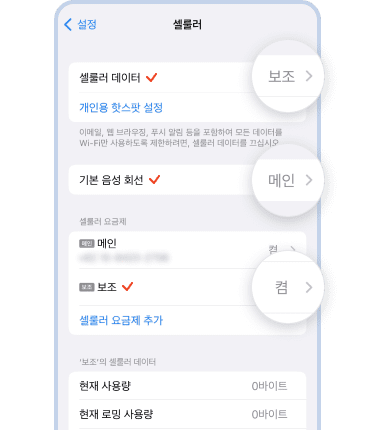 설정
셀룰러
셀룰러 데이터
보조
개인용 핫스팟 설정
이메일, 웹 브라우징, 푸시 알림 등을 포함하여 모든 데이터를
Wi-Fi만 사용하도록 제한하려면, 셀룰러 데이터를 끄십시오.
기본 음성 회선
메인
셀룰러 요금제
메인 메인
켬
보조 보조
켬
셀룰러 요금제 추가
'보조'의 셀룰러 데이터
현재 사용량 0바이트
현재 로밍 사용량 0바이트